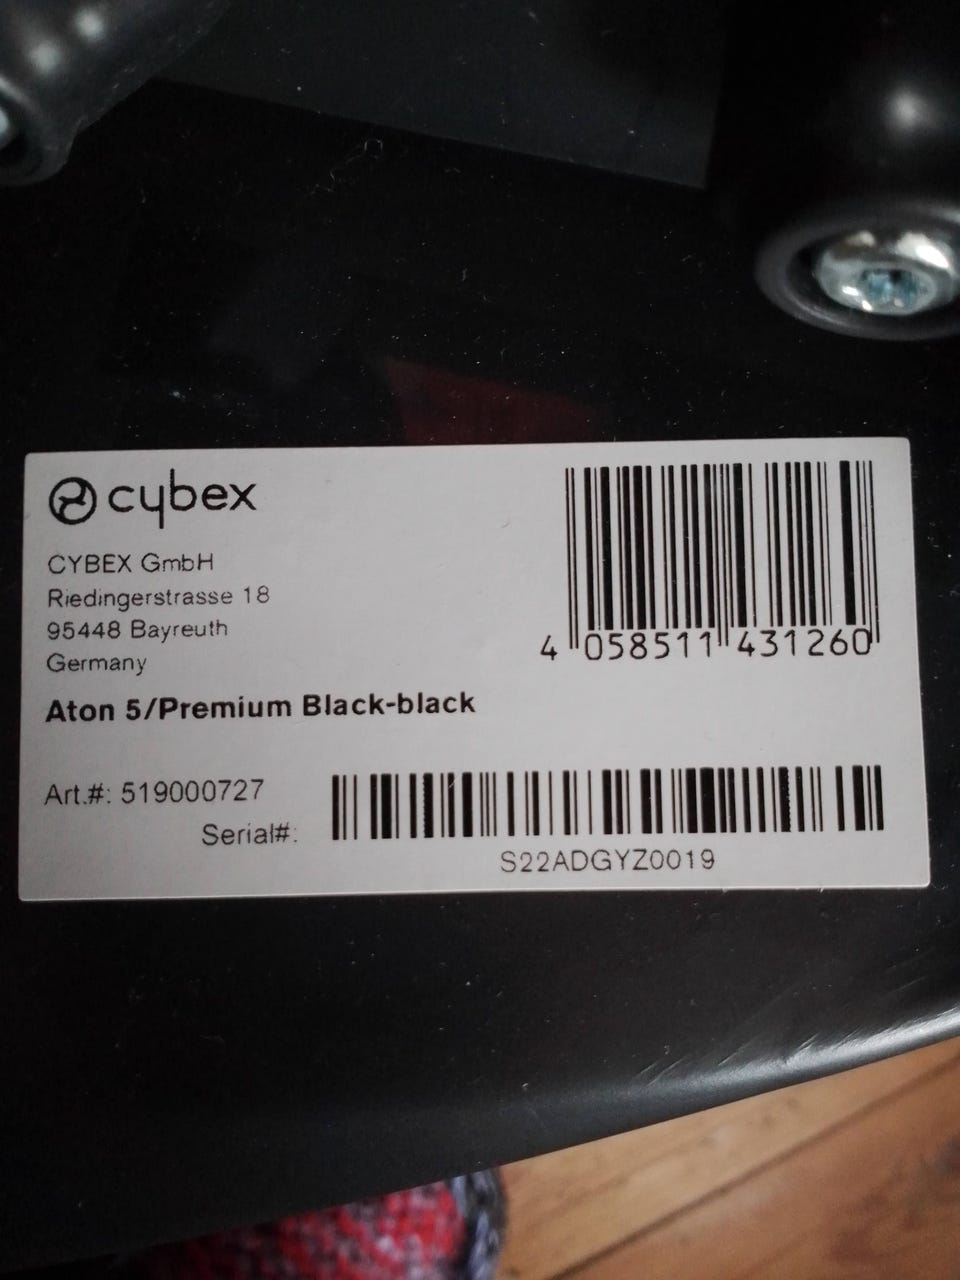 cybex
CYBEX GmbH
Riedingerstrasse 18
95448 Bayreuth
Germany
4 058511 431260
Aton 5/Premium Black-black
Art.#: 519000727
Serial#:
S22ADGYZ0019